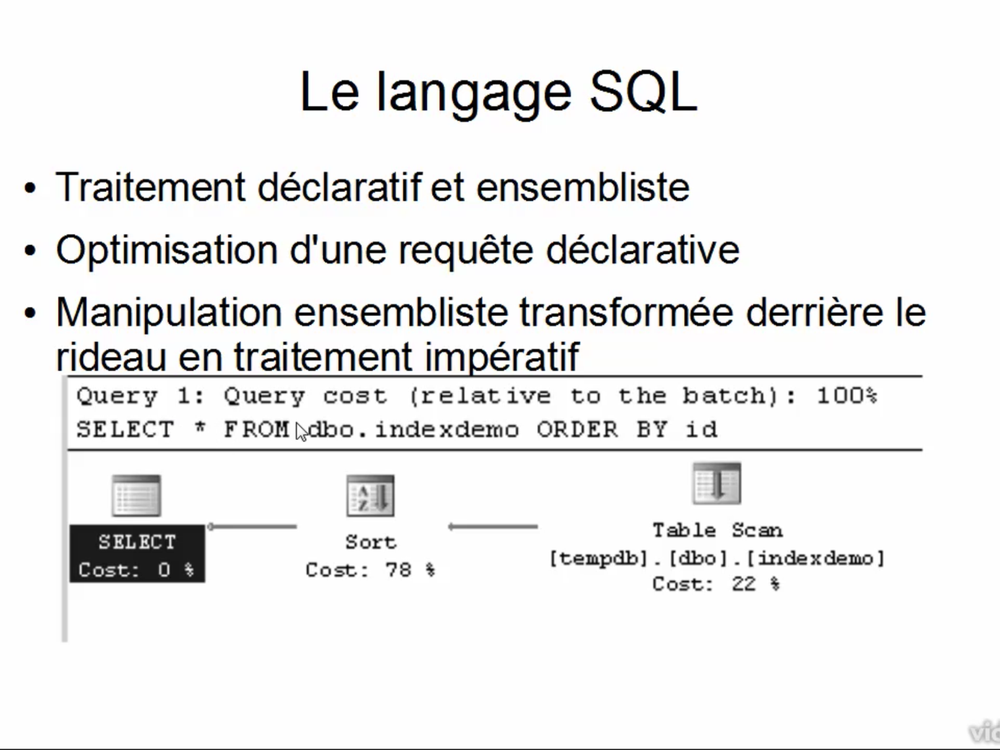 Le langage SQL
• Traitement déclaratif et ensembliste
• Optimisation d'une requête déclarative
• Manipulation ensembliste transformée derrière le
rideau en traitement impératif
Query 1: Query cost (relative to the batch): 100%
SELECT * FROM dbo.indexdemo ORDER BY id
SELECT
Cost: 0 %
Sort
Cost: 78 %
Table Scan
[tempdb].[dbo].[indexdemo]
Cost: 22 %